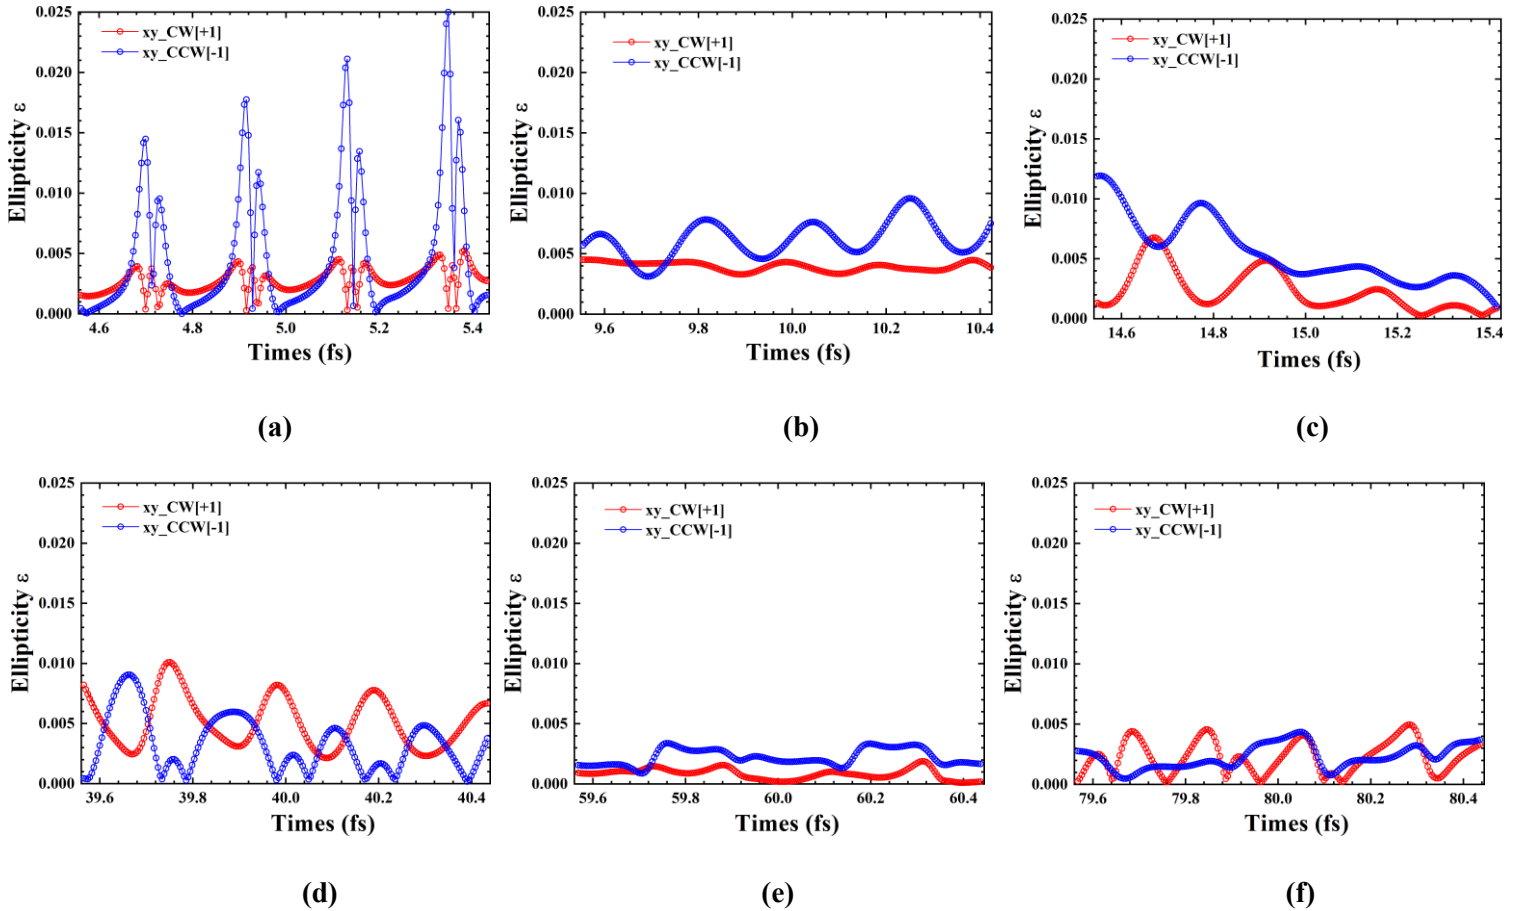 0.025
0.020
0.015
0.010
0.005
0.000
Ellipticity ε
xy_CW[+1]
xy_CCW[-1]
4.6 4.8 5.0 5.2 5.4
Times (fs)
(a)
0.025
0.020
0.015
0.010
0.005
0.000
Ellipticity ε
xy_CW[+1]
xy_CCW[-1]
9.6 9.8 10.0 10.2 10.4
Times (fs)
(b)
0.025
0.020
0.015
0.010
0.005
0.000
Ellipticity ε
xy_CW[+1]
xy_CCW[-1]
14.6 14.8 15.0 15.2 15.4
Times (fs)
(c)
0.025
0.020
0.015
0.010
0.005
0.000
Ellipticity ε
xy_CW[+1]
xy_CCW[-1]
39.6 39.8 40.0 40.2 40.4
Times (fs)
(d)
0.025
0.020
0.015
0.010
0.005
0.000
Ellipticity ε
xy_CW[+1]
xy_CCW[-1]
59.6 59.8 60.0 60.2 60.4
Times (fs)
(e)
0.025
0.020
0.015
0.010
0.005
0.000
Ellipticity ε
xy_CW[+1]
xy_CCW[-1]
79.6 79.8 80.0 80.2 80.4
Times (fs)
(f)